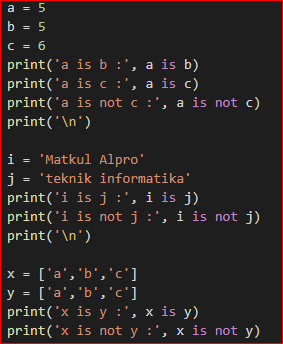 a = 5
b = 5
c = 6
print('a is b :', a is b)
print('a is c :', a is c)
print('a is not c :', a is not c)
print('\n')
i = 'Matkul Alpro'
j = 'teknik informatika'
print('i is j :', i is j)
print('i is not j :', i is not j)
print('\n')
x = ['a','b','c']
y = ['a','b','c']
print('x is y :', x is y)
print('x is not y :', x is not y)